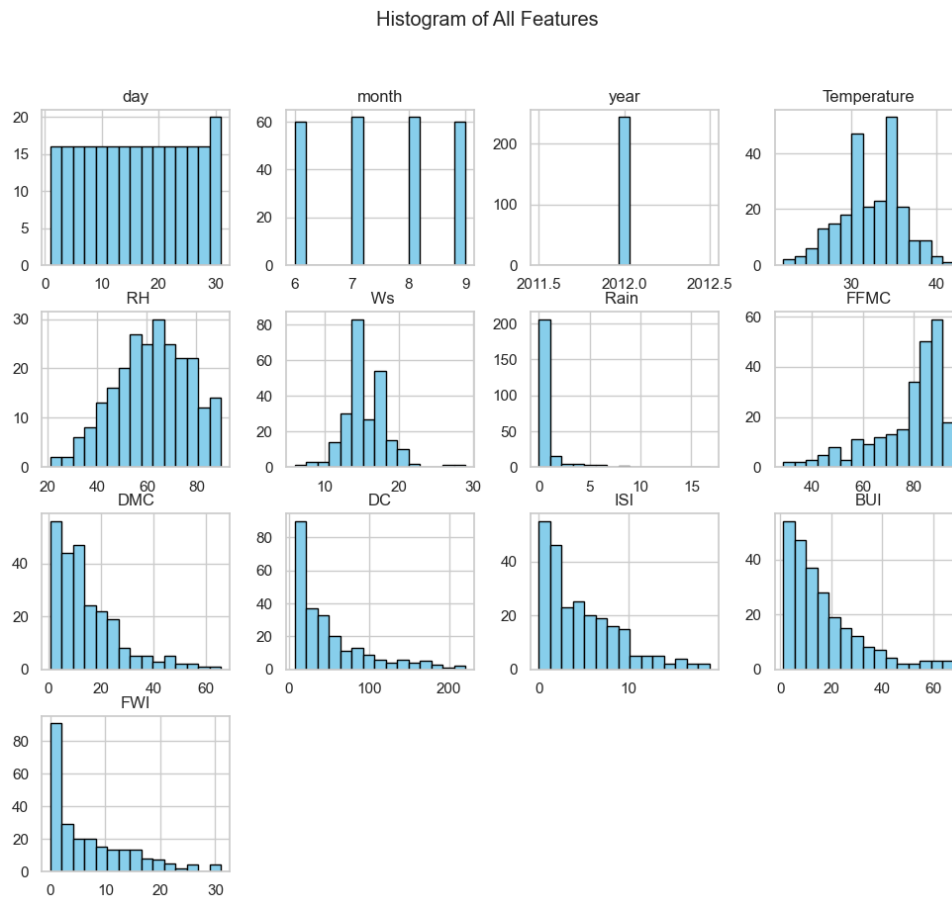 Histogram of All Features
day month year Temperature
20 60 200 40
15
40
10 100 20
20
5
0 0 0 0
0 10 20 30 6 7 8 9 2011.5 2012.0 2012.5 30 40
RH Ws Rain FFMC
30 80 200 60
60 150
20 40
40 100
10 20
20 50
0 0 0 0
20 40 60 80 10 20 30 0 5 10 15 40 60 80
DMC DC ISI BUI
80
40 60 40 40
20 40 20 20
20
0 0 0 0
0 20 40 60 0 100 200 0 10 0 20 40 60
FWI
80
60
40
20
0
0 10 20 30